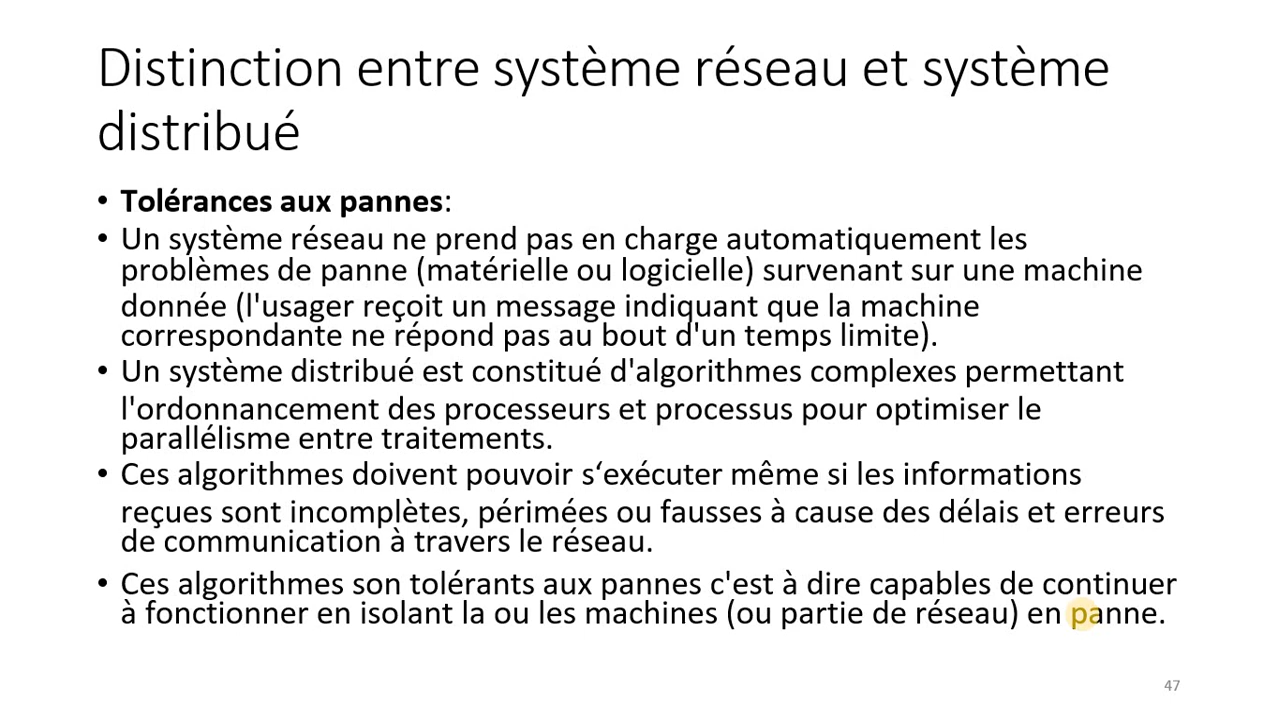 Distinction entre système réseau et système
distribué
• Tolérances aux pannes:
• Un système réseau ne prend pas en charge automatiquement les
problèmes de panne (matérielle ou logicielle) survenant sur une machine
donnée (l'usager reçoit un message indiquant que la machine
correspondante ne répond pas au bout d'un temps limite).
• Un système distribué est constitué d'algorithmes complexes permettant
l'ordonnancement des processeurs et processus pour optimiser le
parallélisme entre traitements.
• Ces algorithmes doivent pouvoir s‘exécuter même si les informations
reçues sont incomplètes, périmées ou fausses à cause des délais et erreurs
de communication à travers le réseau.
• Ces algorithmes son tolérants aux pannes c'est à dire capables de continuer
à fonctionner en isolant la ou les machines (ou partie de réseau) en panne.
47